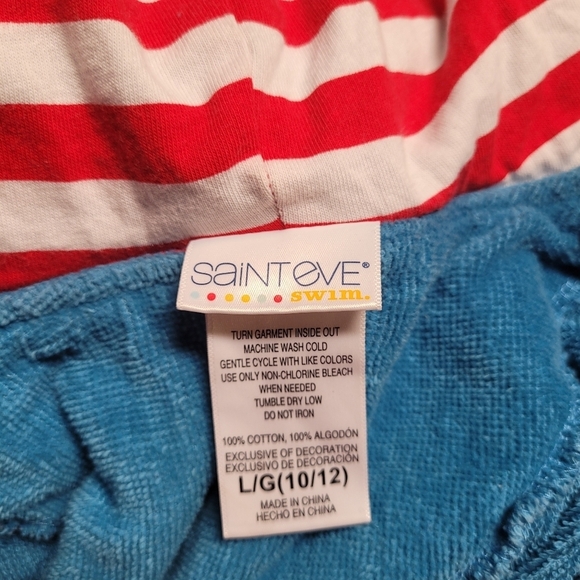 SAiNT eve®
swim.
TURN GARMENT INSIDE OUT
MACHINE WASH COLD
GENTLE CYCLE WITH LIKE COLORS
USE ONLY NON-CHLORINE BLEACH
WHEN NEEDED
TUMBLE DRY LOW
DO NOT IRON
100% COTTON, 100% ALGODÓN
EXCLUSIVE OF DECORATION
EXCLUSIVO DE DECORACIÓN
L/G(10/12)
MADE IN CHINA
HECHO EN CHINA